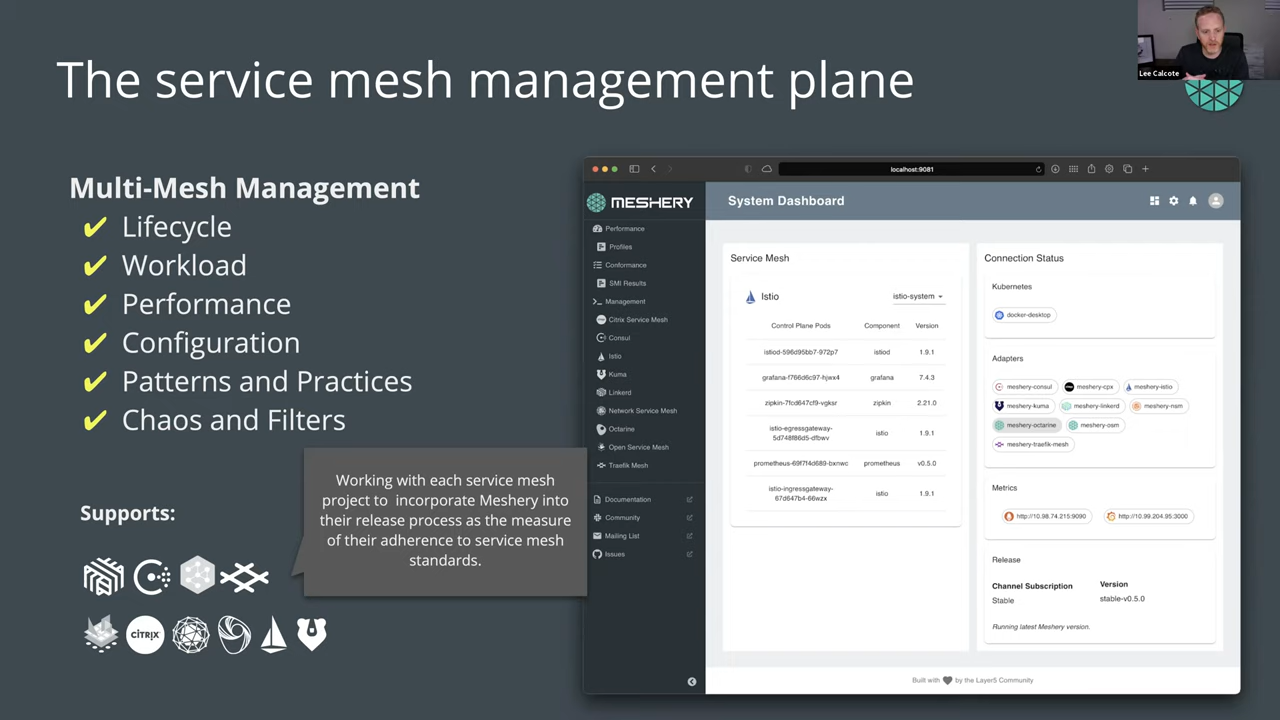 Lee Calcote
The service mesh management plane
Multi-Mesh Management
✔ Lifecycle
✔ Workload
✔ Performance
✔ Configuration
✔ Patterns and Practices
✔ Chaos and Filters
Working with each service mesh
project to incorporate Meshery into
their release process as the measure
of their adherence to service mesh
standards.
Supports:
CITRIX
localhost:9081
MESHERY
Performance
Profiles
Conformance
SMI Results
Management
Citrix Service Mesh
Consul
Istio
Kuma
Linkerd
Network Service Mesh
Octarine
Open Service Mesh
Traefik Mesh
Documentation
Community
Mailing List
Issues
System Dashboard
Service Mesh
Istio
istio-system
Control Plane Pods Component Version
istiod-596d95bb7-972p7 istiod 1.9.1
grafana-f766d6c97-hjwx4 grafana 7.4.3
zipkin-7fcd647cf9-vgksr zipkin 2.21.0
istio-egressgateway-
5d748f86d5-dfbwv istio 1.9.1
prometheus-69f7f4d689-bxnwc prometheus v0.5.0
istio-ingressgateway-
67d647b4-66wzx istio 1.9.1
Connection Status
Kubernetes
docker-desktop
Adapters
meshery-consul meshery-cpx meshery-istio
meshery-kuma meshery-linkerd meshery-nsm
meshery-octarine meshery-osm
meshery-traefik-mesh
Metrics
http://10.98.74.215:9090 http://10.99.204.95:3000
Release
Channel Subscription Version
Stable stable-v0.5.0
Running latest Meshery version.
Built with ♥ by the Layer5 Community